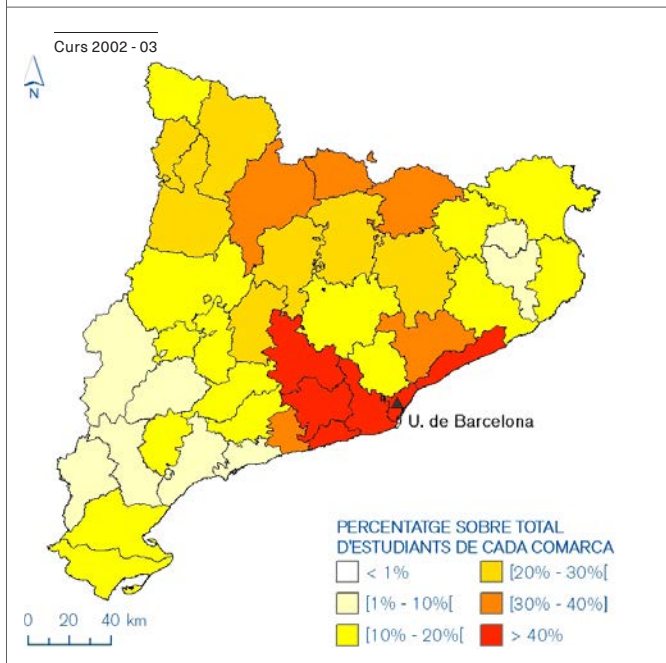 Curs 2002 - 03
N
U. de Barcelona
PERCENTATGE SOBRE TOTAL
D'ESTUDIANTS DE CADA COMARCA
< 1%
[1% - 10%[
[10% - 20%[
[20% - 30%[
[30% - 40%]
> 40%
0 20 40 km